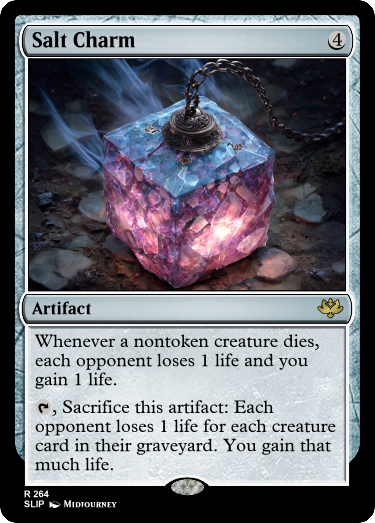 Salt Charm 4
Artifact
Whenever a nontoken creature dies,
each opponent loses 1 life and you
gain 1 life.
, Sacrifice this artifact: Each
opponent loses 1 life for each creature
card in their graveyard. You gain that
much life.
R 264
SLIP Midjourney